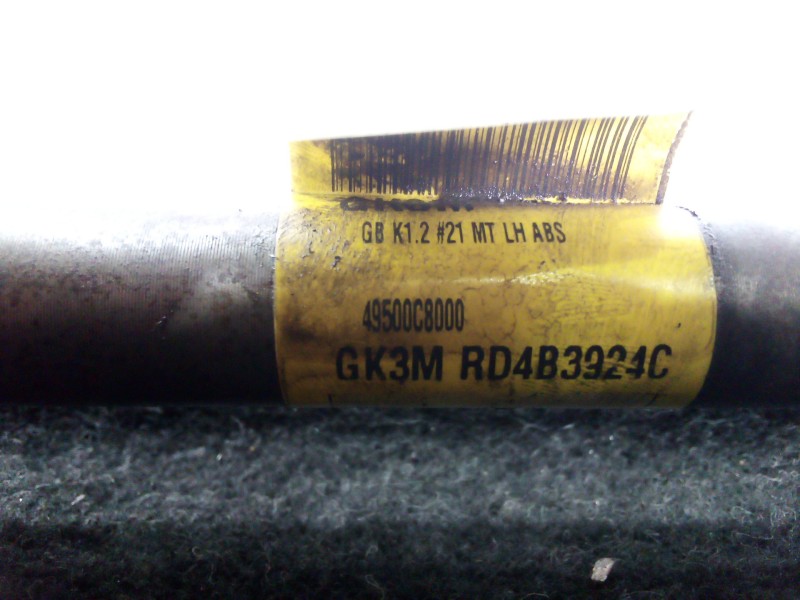 GB K1.2 #21 MT LH ABS
49500C8000
GK3M RD4B3924C